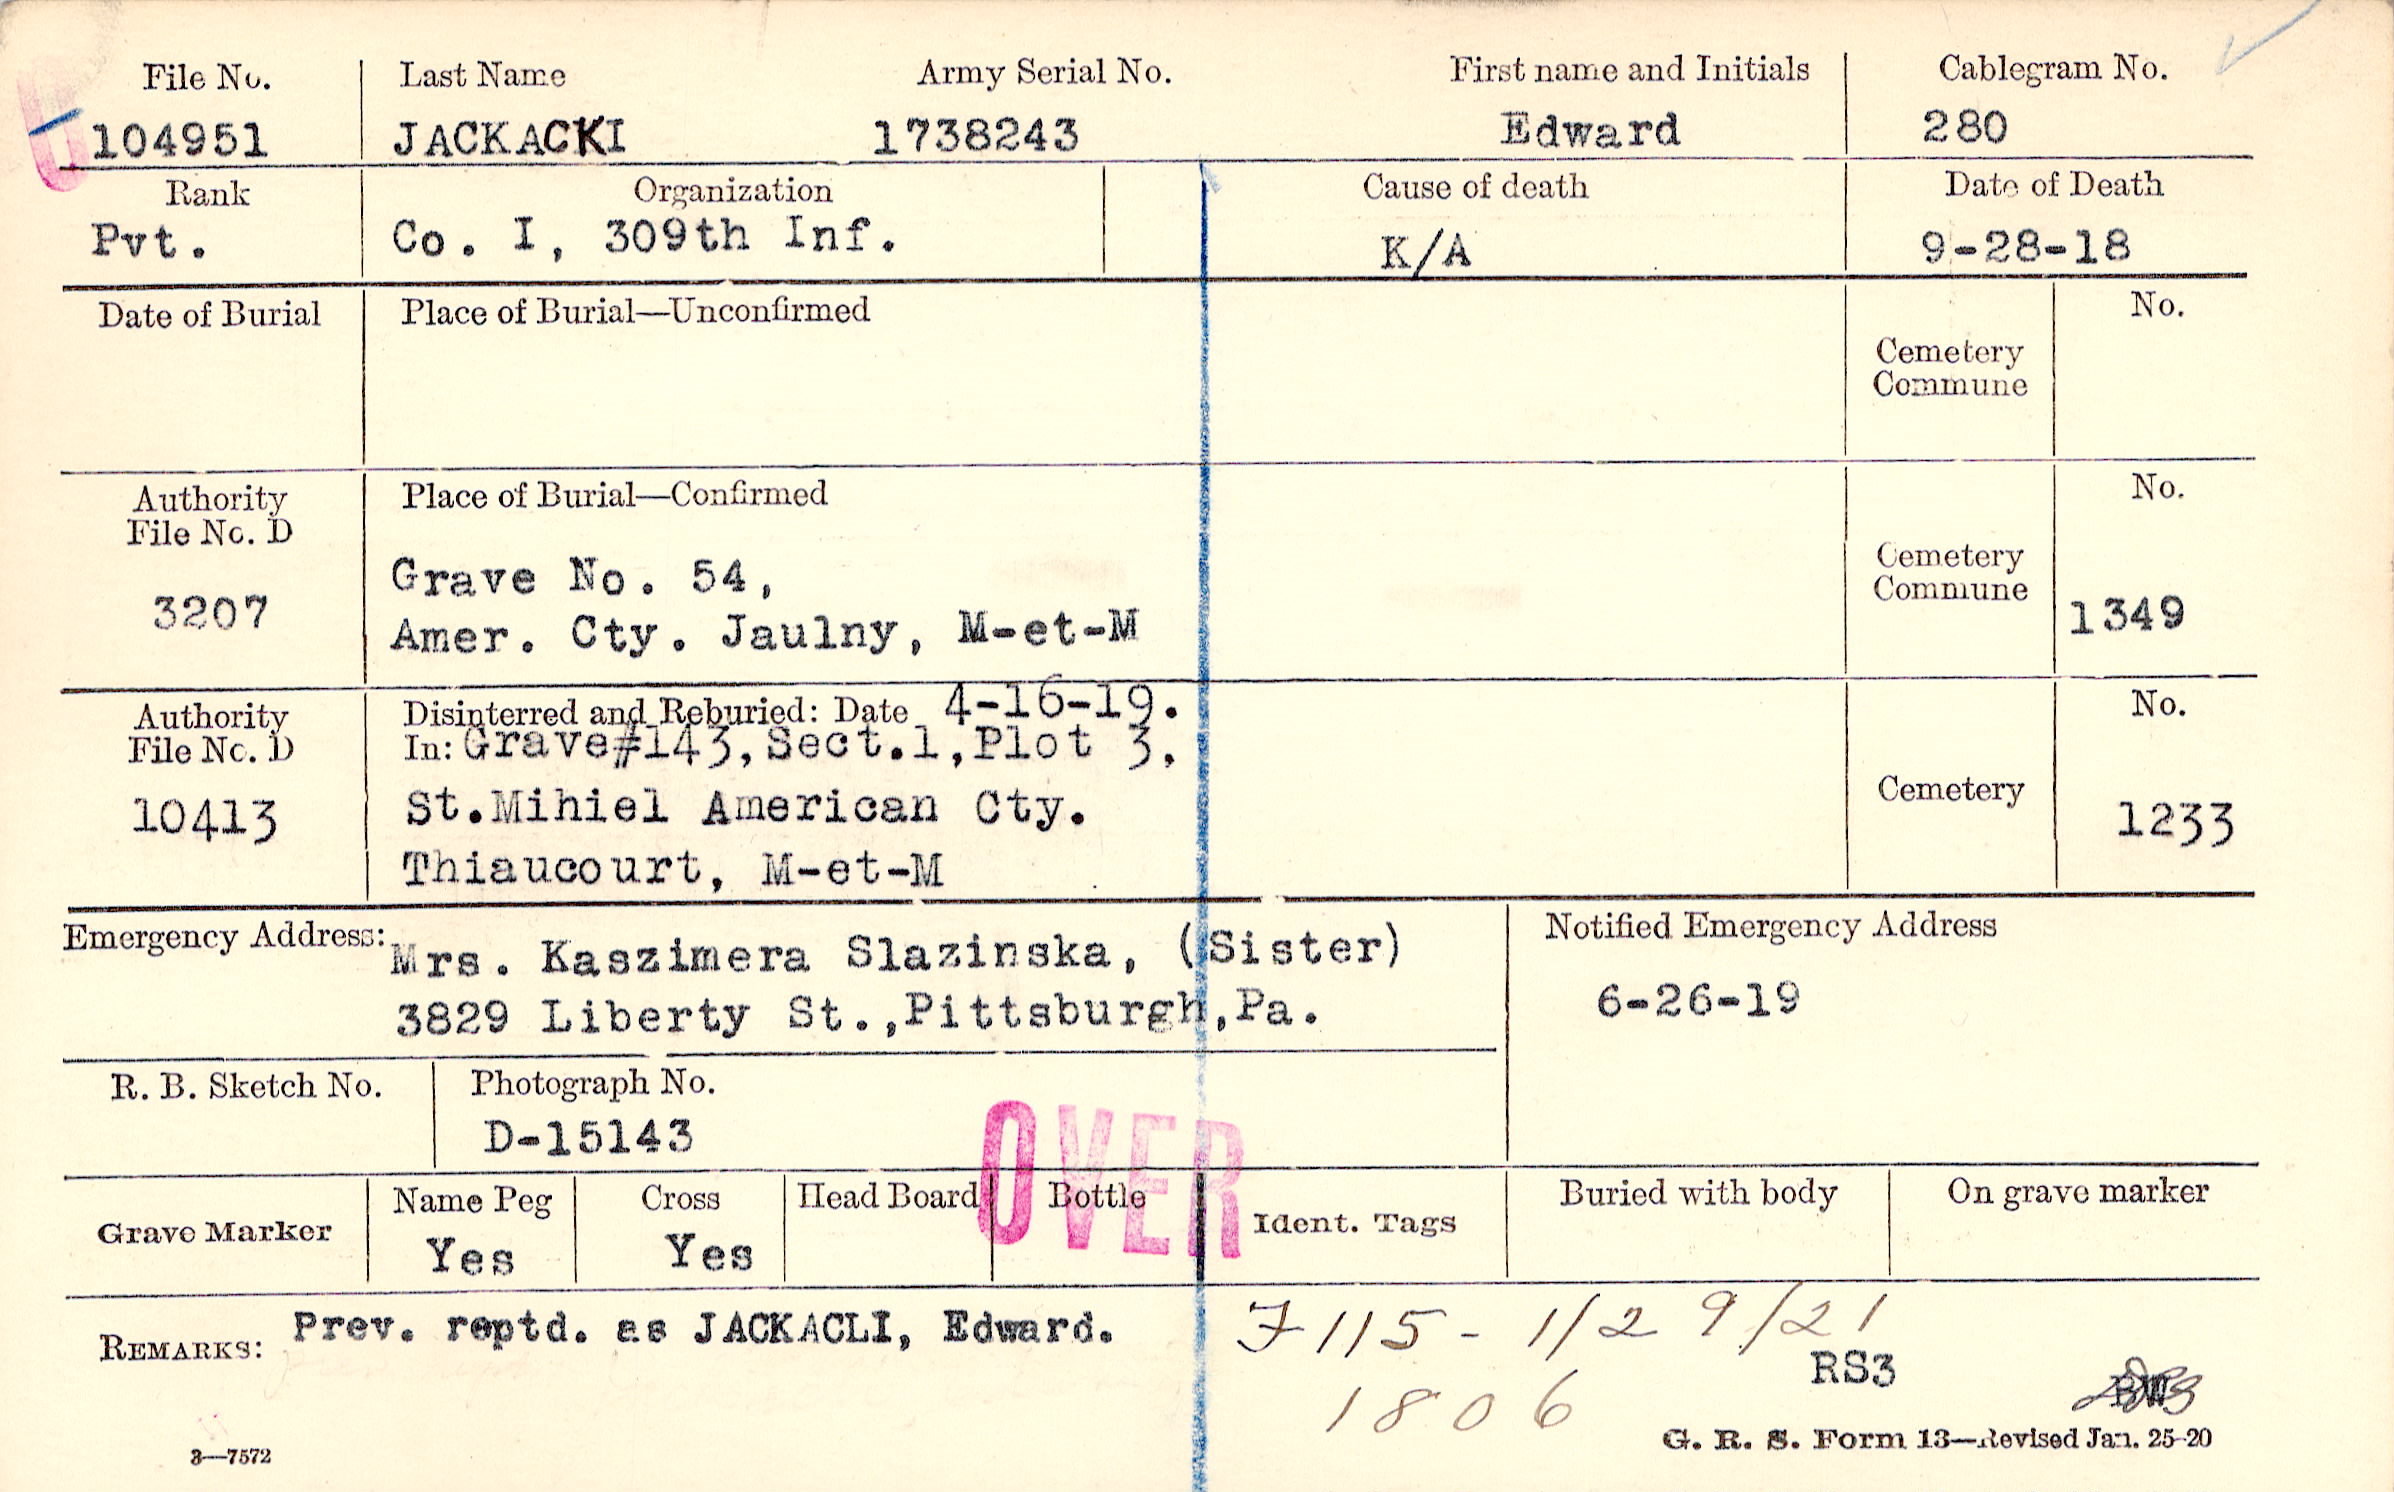 File No. Last Name Army Serial No. First name and Initials Cablegram No.
104951 JACKACKI 1738243 Edward 280
Rank Organization Cause of death Date of Death
Pvt. Co. I, 309th Inf. K/A 9-28-18
Date of Burial Place of Burial—Unconfirmed No.
Cemetery
Commune
Authority Place of Burial—Confirmed No.
File No. D
Grave No. 54, Cemetery
3207 Commune 1349
Amer. Cty. Jaulny, M-et-M
Authority Disinterred and Reburied: Date 4-16-19. No.
File No. D In: Grave#143, Sect.1, Plot 3,
10413 St.Mihiel American Cty. Cemetery 1233
Thiaucourt, M-et-M
Emergency Address: Mrs. Kaszimera Slazinska, (Sister) Notified Emergency Address
3829 Liberty St., Pittsburgh, Pa. 6-26-19
R. B. Sketch No. Photograph No.
D-15143
OVER
Grave Marker Name Peg Cross Head Board Bottle Ident. Tags Buried with body On grave marker
Yes Yes
REMARKS: Prev. reptd. as JACKACLI, Edward. F115 - 1/29/21
RS3
1806
3—7572 G. R. S. Form 13—Revised Jan. 25-20